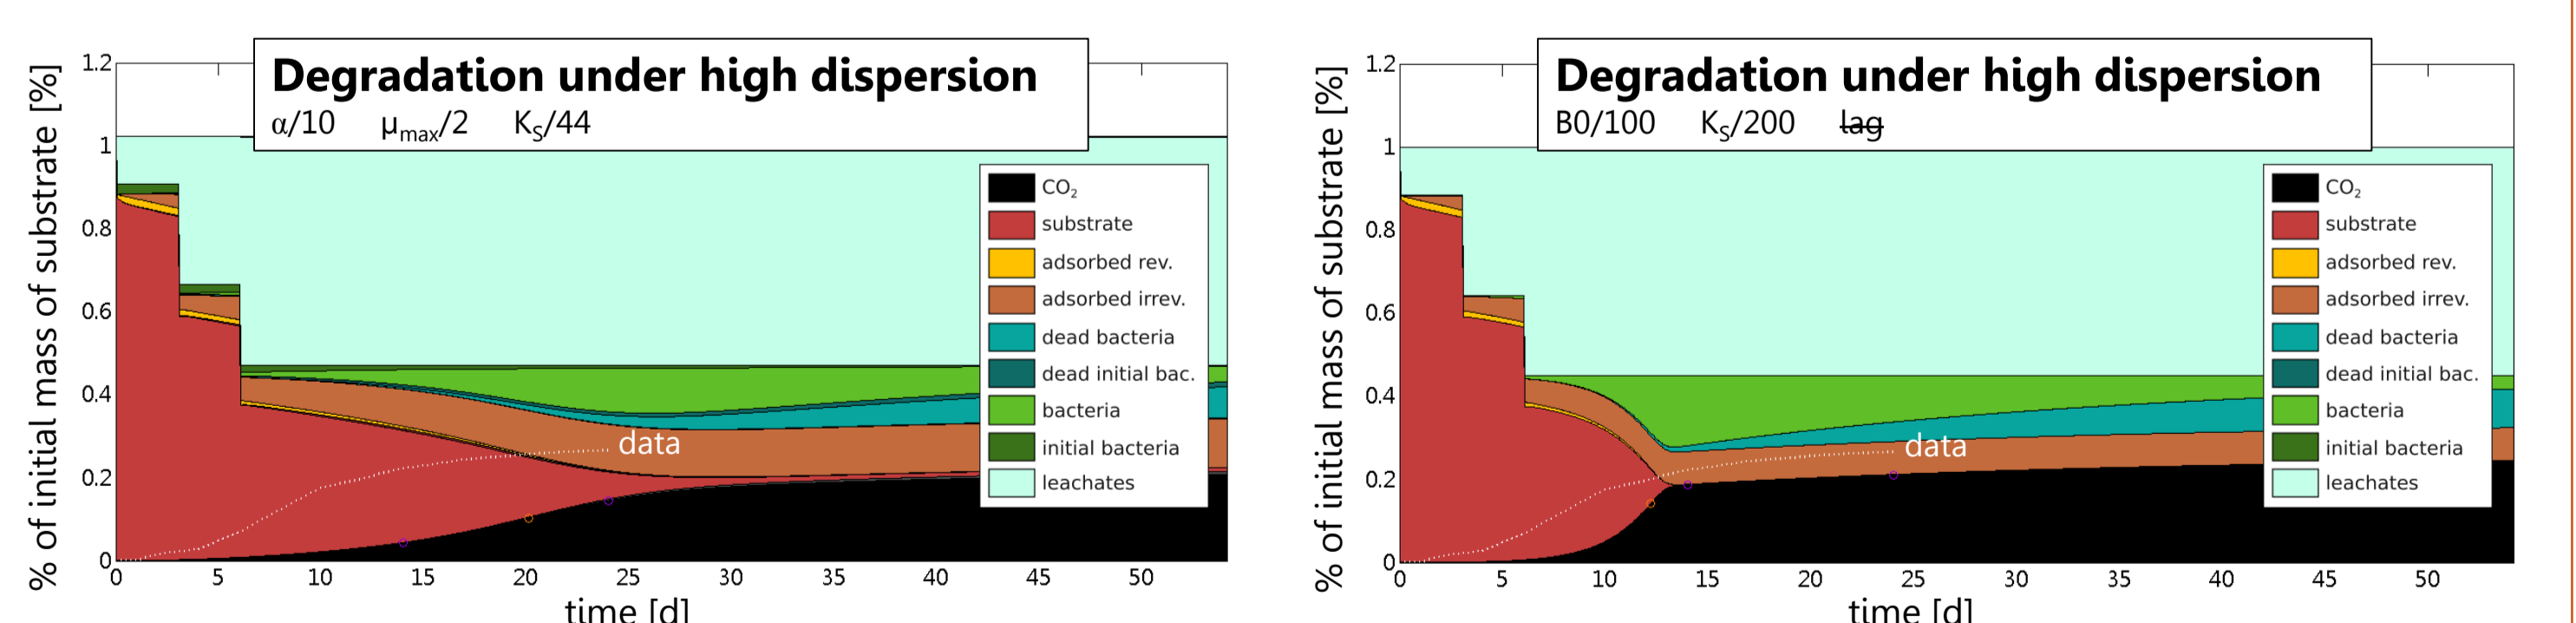 Degradation under high dispersion
α/10 μmax/2 KS/44
% of initial mass of substrate [%]
1.2
1
0.8
0.6
0.4
0.2
0
0 5 10 15 20 25 30 35 40 45 50
time [d]
data
CO2
substrate
adsorbed rev.
adsorbed irrev.
dead bacteria
dead initial bac.
bacteria
initial bacteria
leachates
Degradation under high dispersion
B0/100 KS/200 lag
% of initial mass of substrate [%]
1.2
1
0.8
0.6
0.4
0.2
0
0 5 10 15 20 25 30 35 40 45 50
time [d]
data
CO2
substrate
adsorbed rev.
adsorbed irrev.
dead bacteria
dead initial bac.
bacteria
initial bacteria
leachates